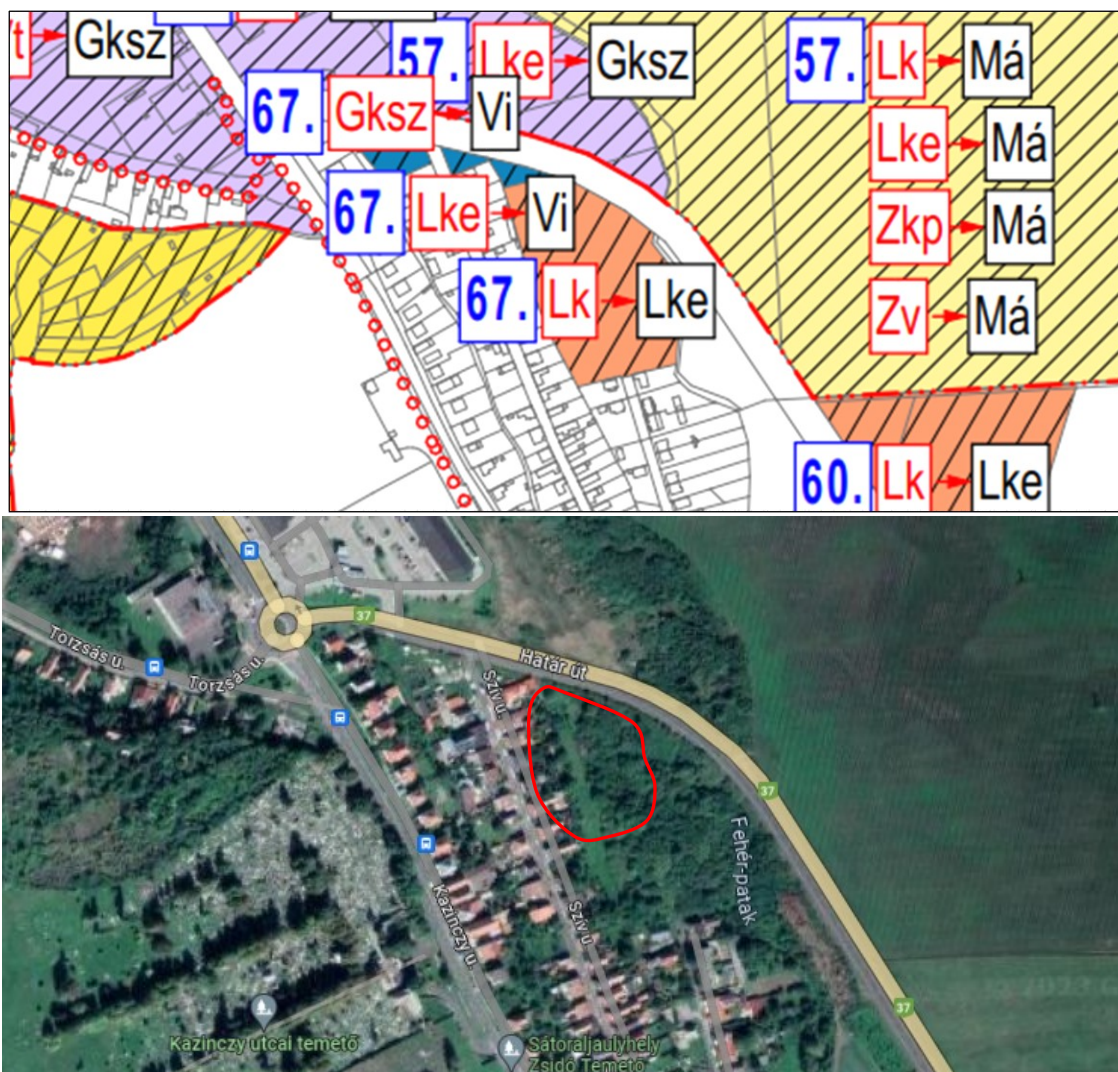 t → Gksz
57. Lke → Gksz
57. Lk → Má
67. Gksz → Vi
Lke → Má
67. Lke → Vi
Zkp → Má
67. Lk → Lke
Zv → Má
60. Lk → Lke
37
Torzsás u.
Torzsás u.
Határ út
Szív u.
37
Fehér-patak
Kazinczy u.
Szív u.
37
Kazinczy utcai temető
Sátoraljaújhely
Zsidó Temető